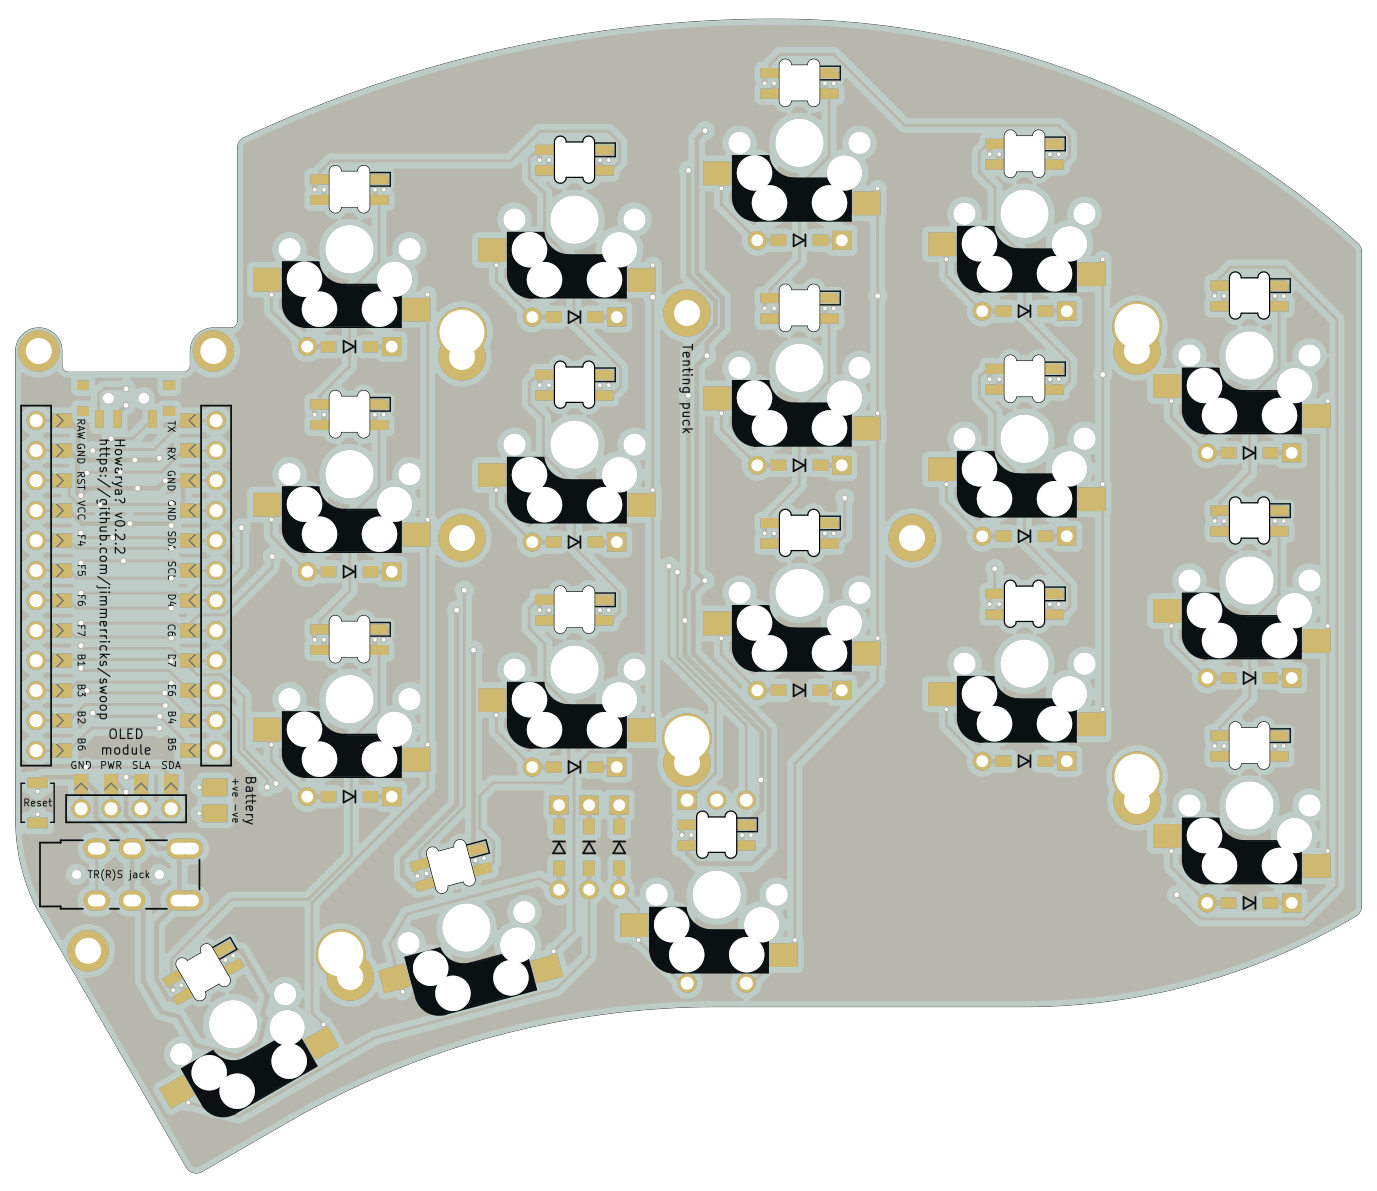 Tenting puck
Howdrya? v0.2.2
https://github.com/jimmerricks/swoop
RAW
GND
RST
VCC
F4
F5
F6
F7
B1
B3
B2
B6
TX
RX
GND
GND
SDA
SCL
D4
C6
D7
E6
B4
B5
OLED
module
GND PWR SLA SDA
Reset
Battery
+ve -ve
TR(R)S jack